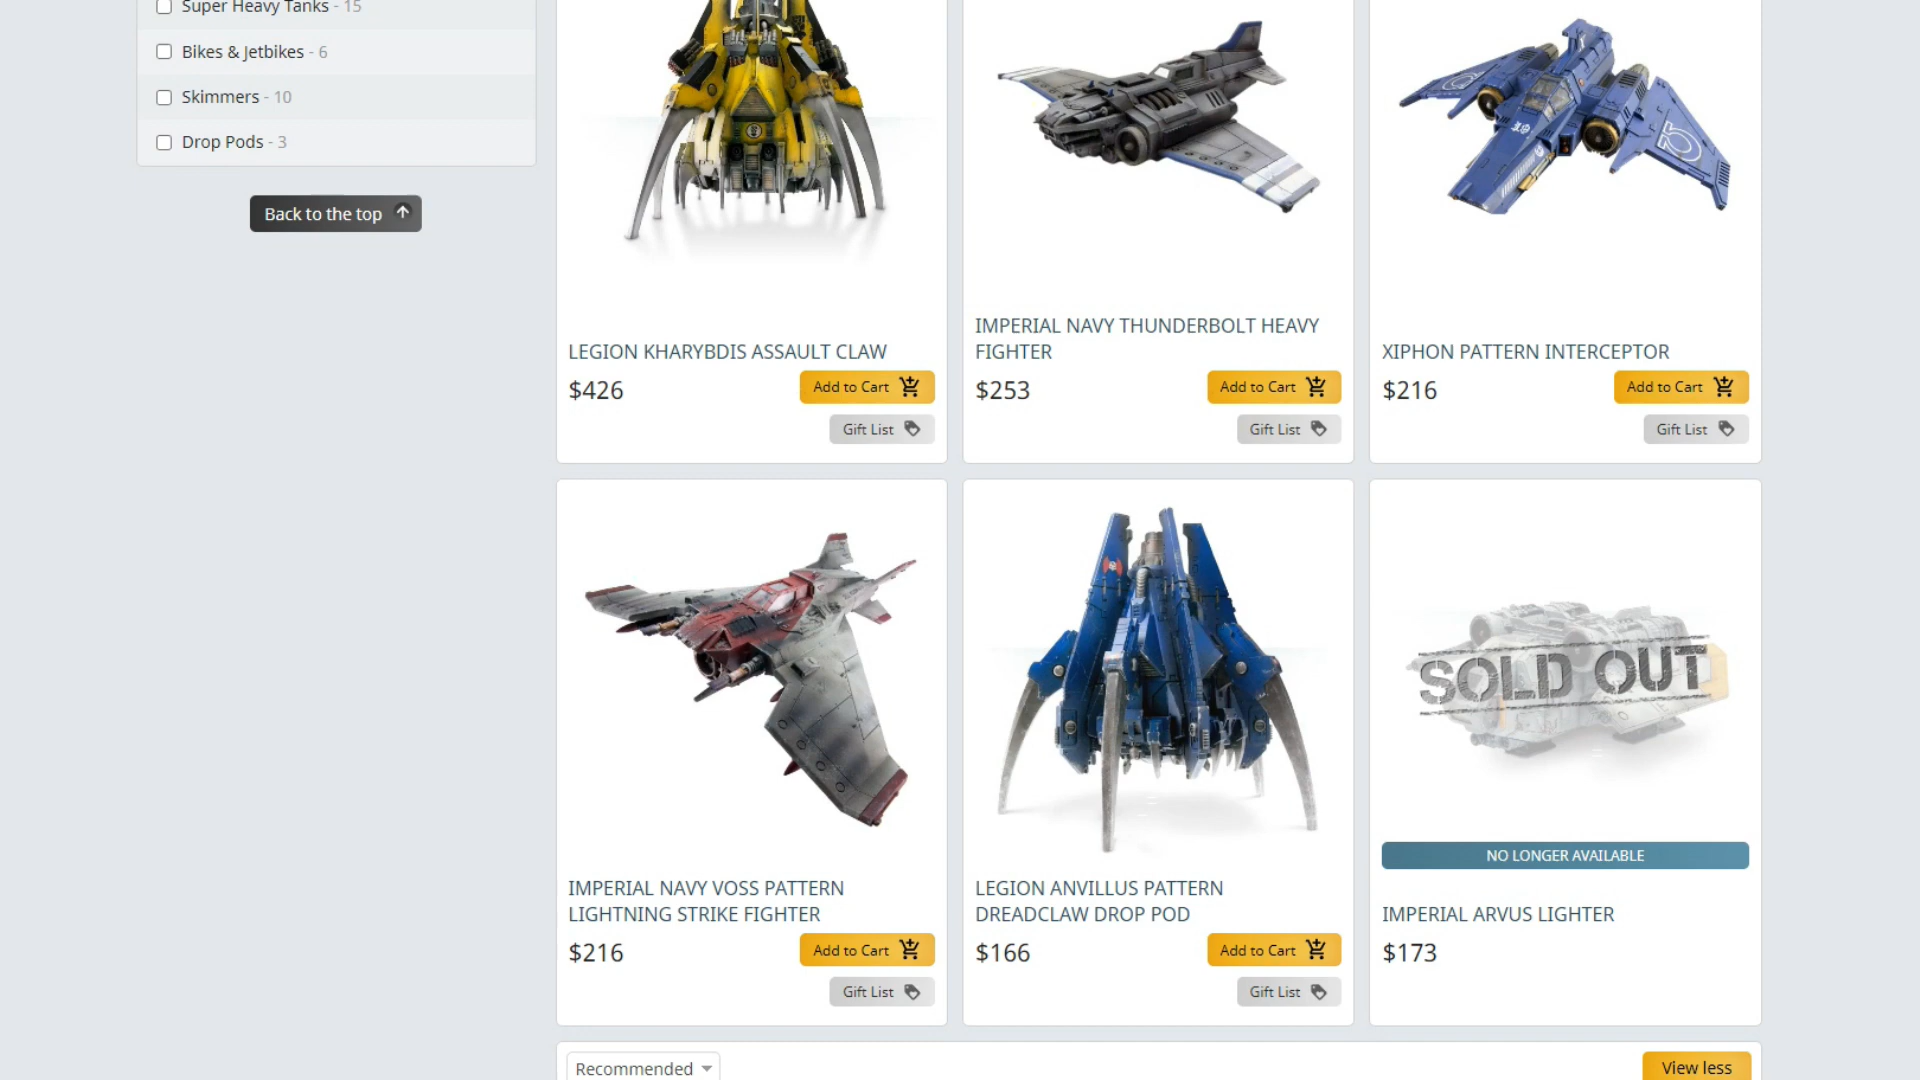 Super Heavy Tanks - 15
Bikes & Jetbikes - 6
Skimmers - 10
Drop Pods - 3
Back to the top
LEGION KHARYBDIS ASSAULT CLAW
$426
Add to Cart
Gift List
IMPERIAL NAVY THUNDERBOLT HEAVY
FIGHTER
$253
Add to Cart
Gift List
XIPHON PATTERN INTERCEPTOR
$216
Add to Cart
Gift List
IMPERIAL NAVY VOSS PATTERN
LIGHTNING STRIKE FIGHTER
$216
Add to Cart
Gift List
LEGION ANVILLUS PATTERN
DREADCLAW DROP POD
$166
Add to Cart
Gift List
SOLD OUT
NO LONGER AVAILABLE
IMPERIAL ARVUS LIGHTER
$173
Recommended
View less